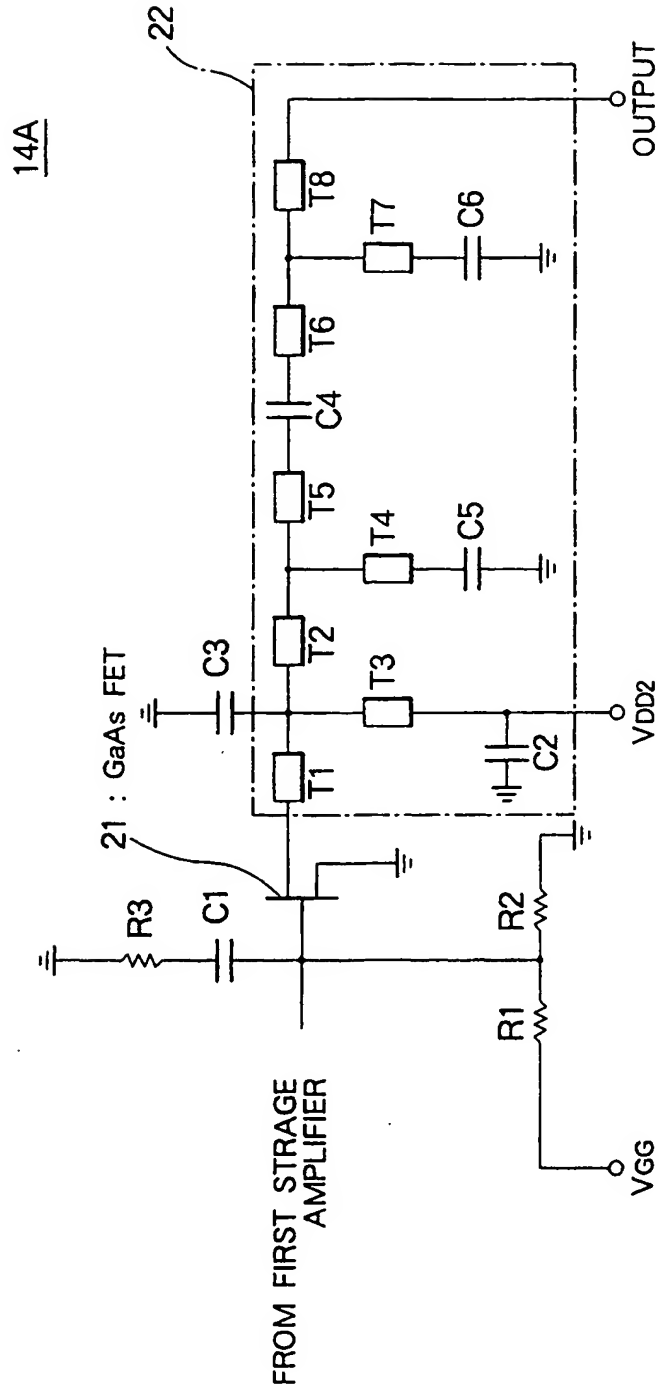 14A
22
21 : GaAs FET
R3
C1
C3
T1
T2
T5
C4
T6
T8
T3
T4
T7
C2
C5
C6
FROM FIRST STRAGE
AMPLIFIER
R1
R2
VGG
VDD2
OUTPUT